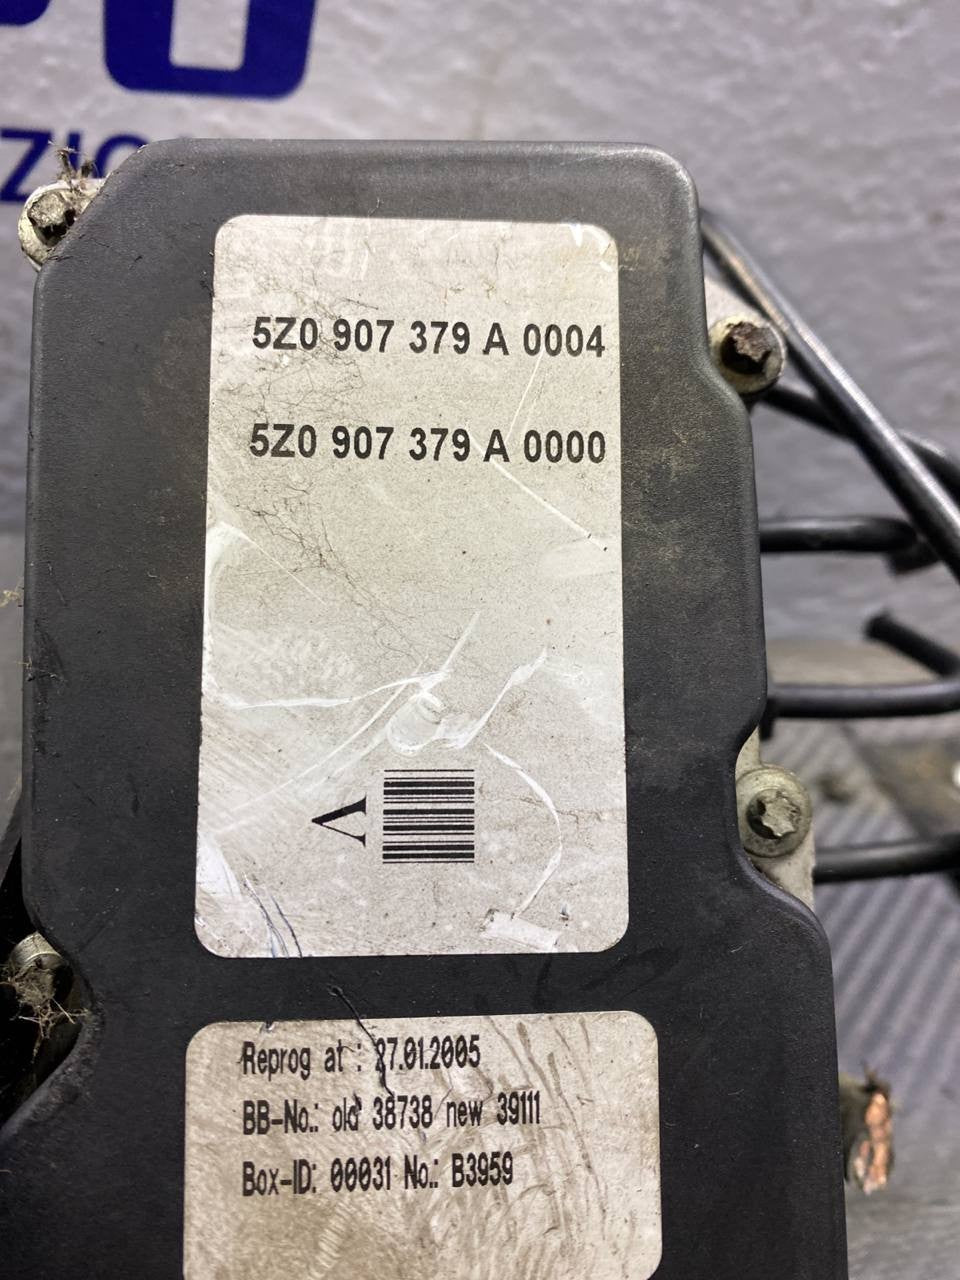 5Z0 907 379 A 0004
5Z0 907 379 A 0000
V
Reprog at : 27.01.2005
BB-No.: old 38738 new 39111
Box-ID: 00031 No.: B3959